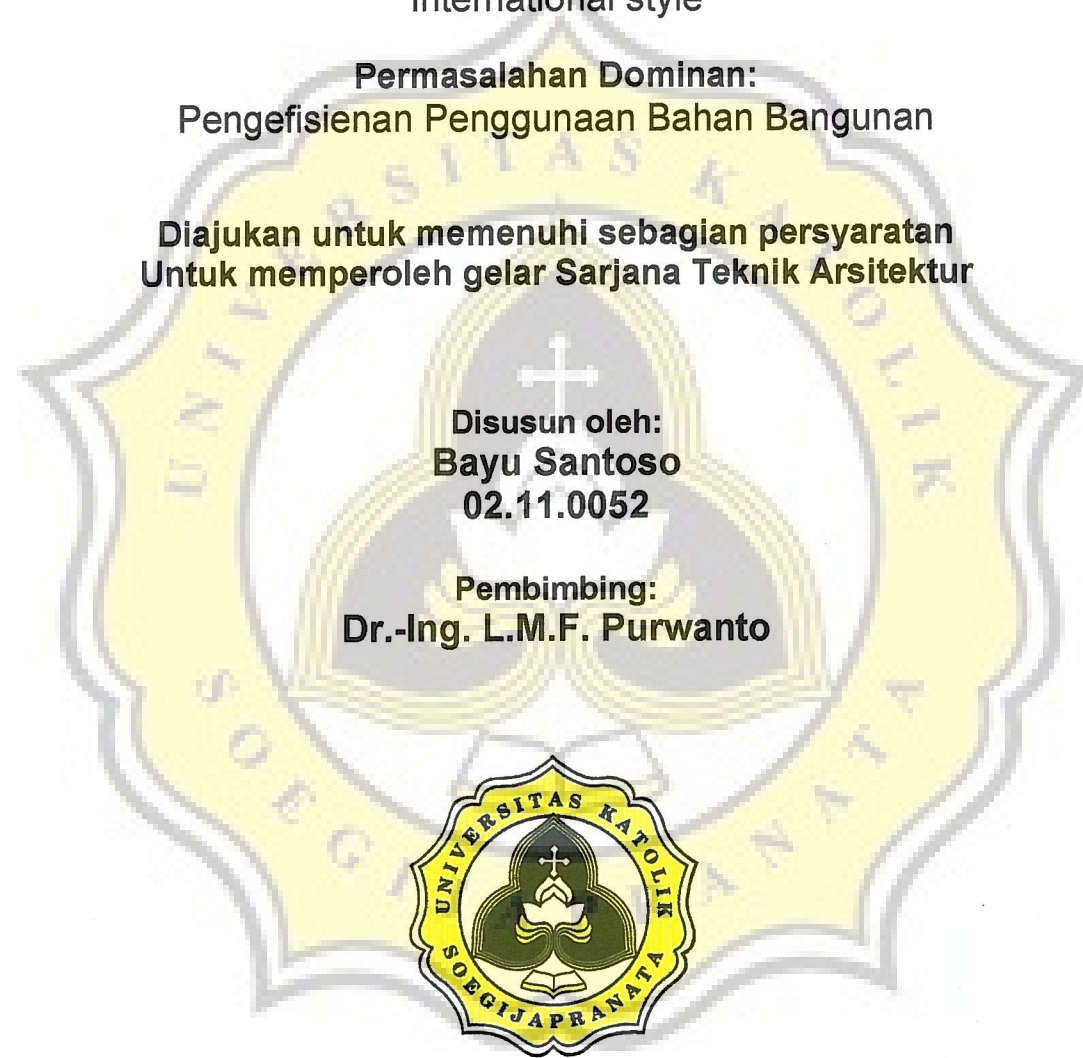 International style
Permasalahan Dominan:
Pengefisienan Penggunaan Bahan Bangunan
Diajukan untuk memenuhi sebagian persyaratan
Untuk memperoleh gelar Sarjana Teknik Arsitektur
Disusun oleh:
Bayu Santoso
02.11.0052
Pembimbing:
Dr.-Ing. L.M.F. Purwanto
UNIVERSITAS KATOLIK
SOEGIJAPRANATA